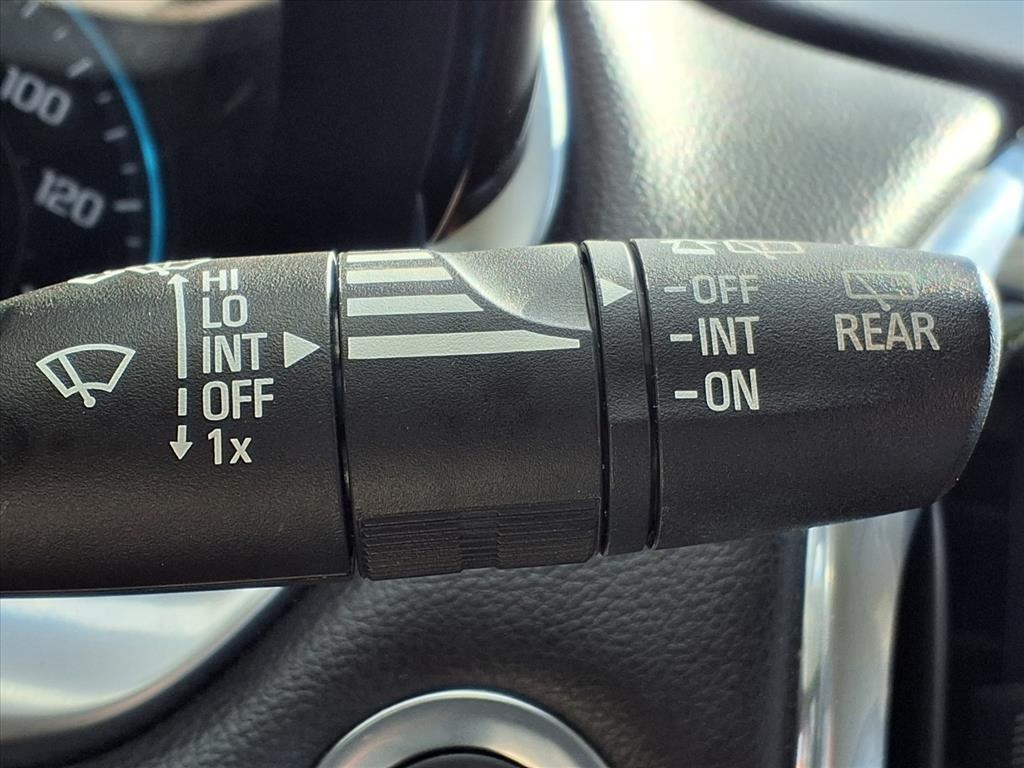 100
120
HI
LO
INT
OFF
1x
-OFF
-INT
-ON
REAR